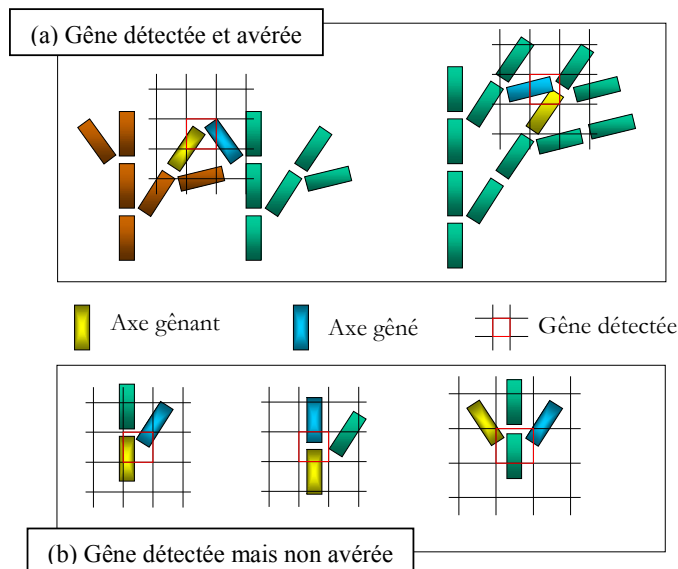 (a) Gêne détectée et avérée
Axe gênant
Axe gêné
Gêne détectée
(b) Gêne détectée mais non avérée